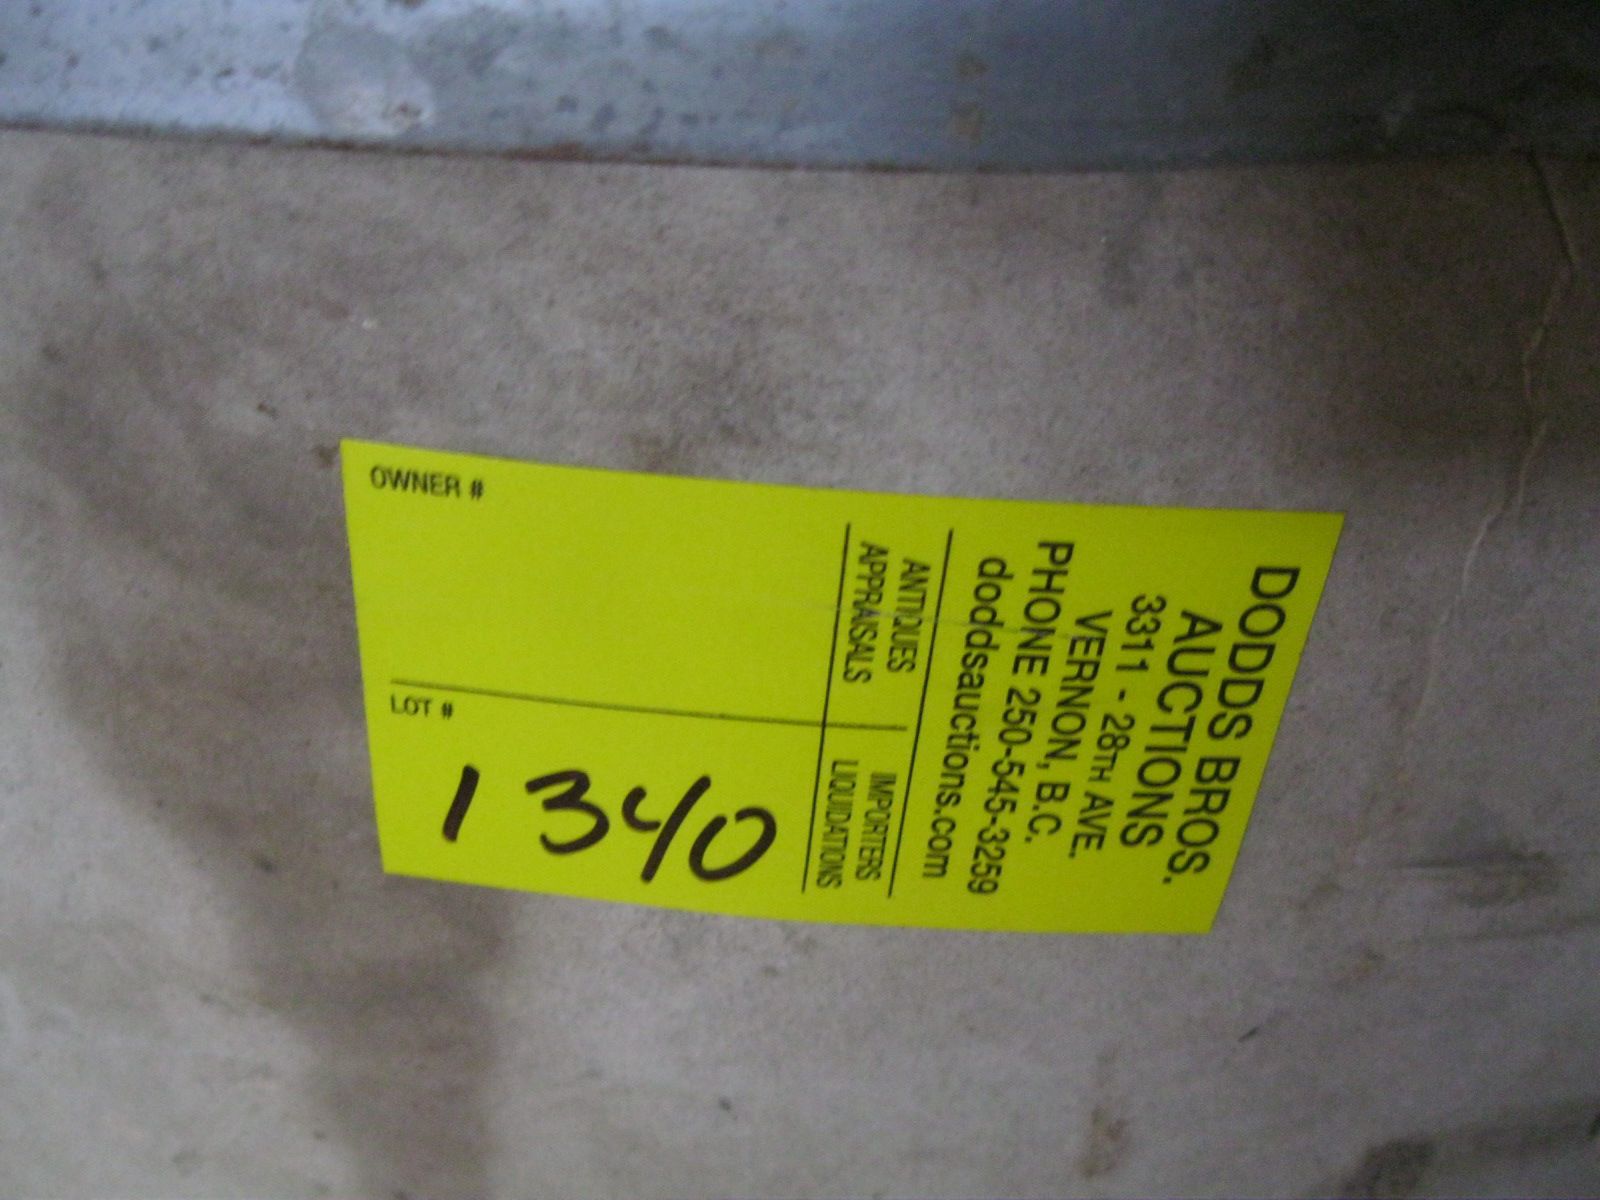 DODDS BROS.
AUCTIONS
3311 - 28TH AVE.
VERNON, B.C.
PHONE 250-545-3259
doddsauctions.com
ANTIQUES
APPRAISALS
IMPORTERS
LIQUIDATIONS
OWNER #
LOT #
1340